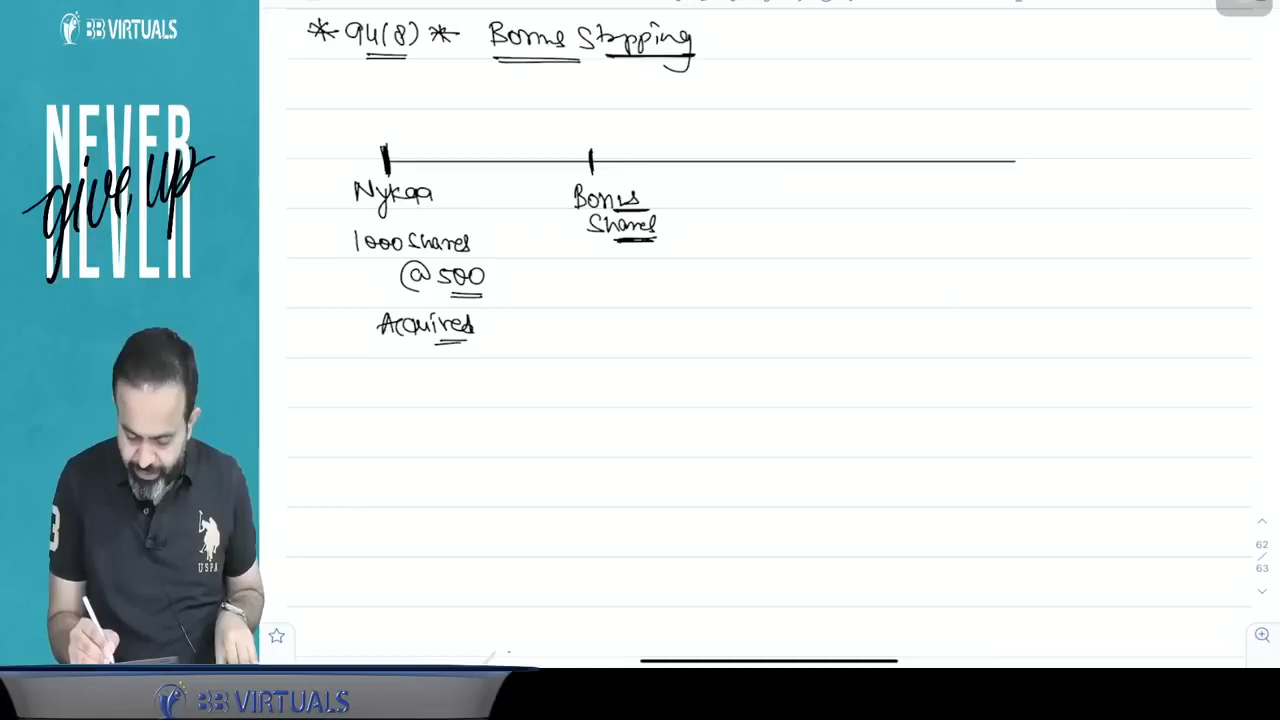 BB VIRTUALS
NEVER
give up
NEVER
* 94(8) * Bonus Stripping
Nykaa
1000 Shares
@ 500
Acquired
Bonus
Shares
3
USPA
62
/
63
BB VIRTUALS